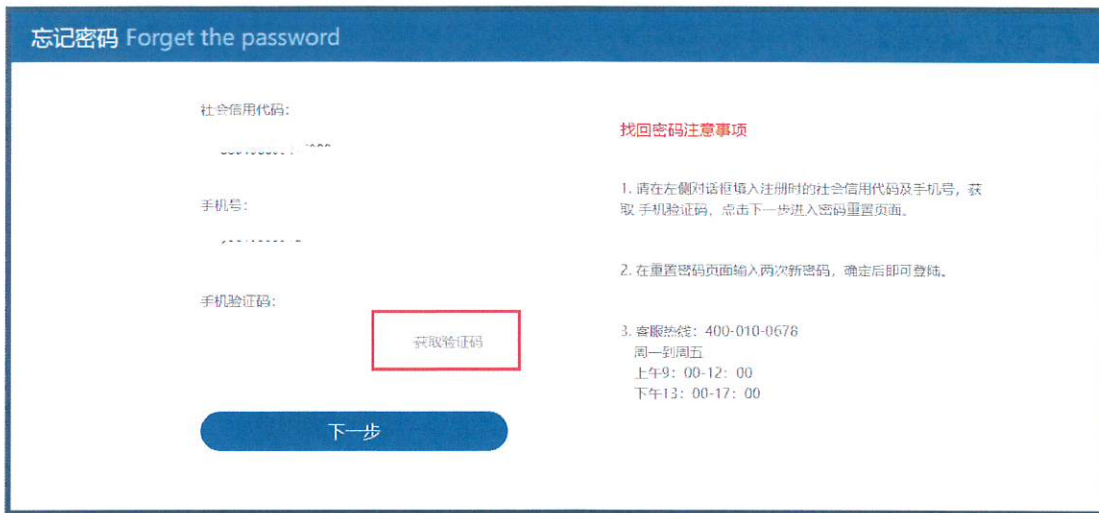 忘记密码 Forget the password
社会信用代码：
手机号：
手机验证码：
获取验证码
下一步
找回密码注意事项
1. 请在左侧对话框填入注册时的社会信用代码及手机号，获
取 手机验证码，点击下一步进入密码重置页面。
2. 在重置密码页面输入两次新密码，确定后即可登陆。
3. 客服热线：400-010-0678
周一到周五
上午9：00-12：00
下午13：00-17：00